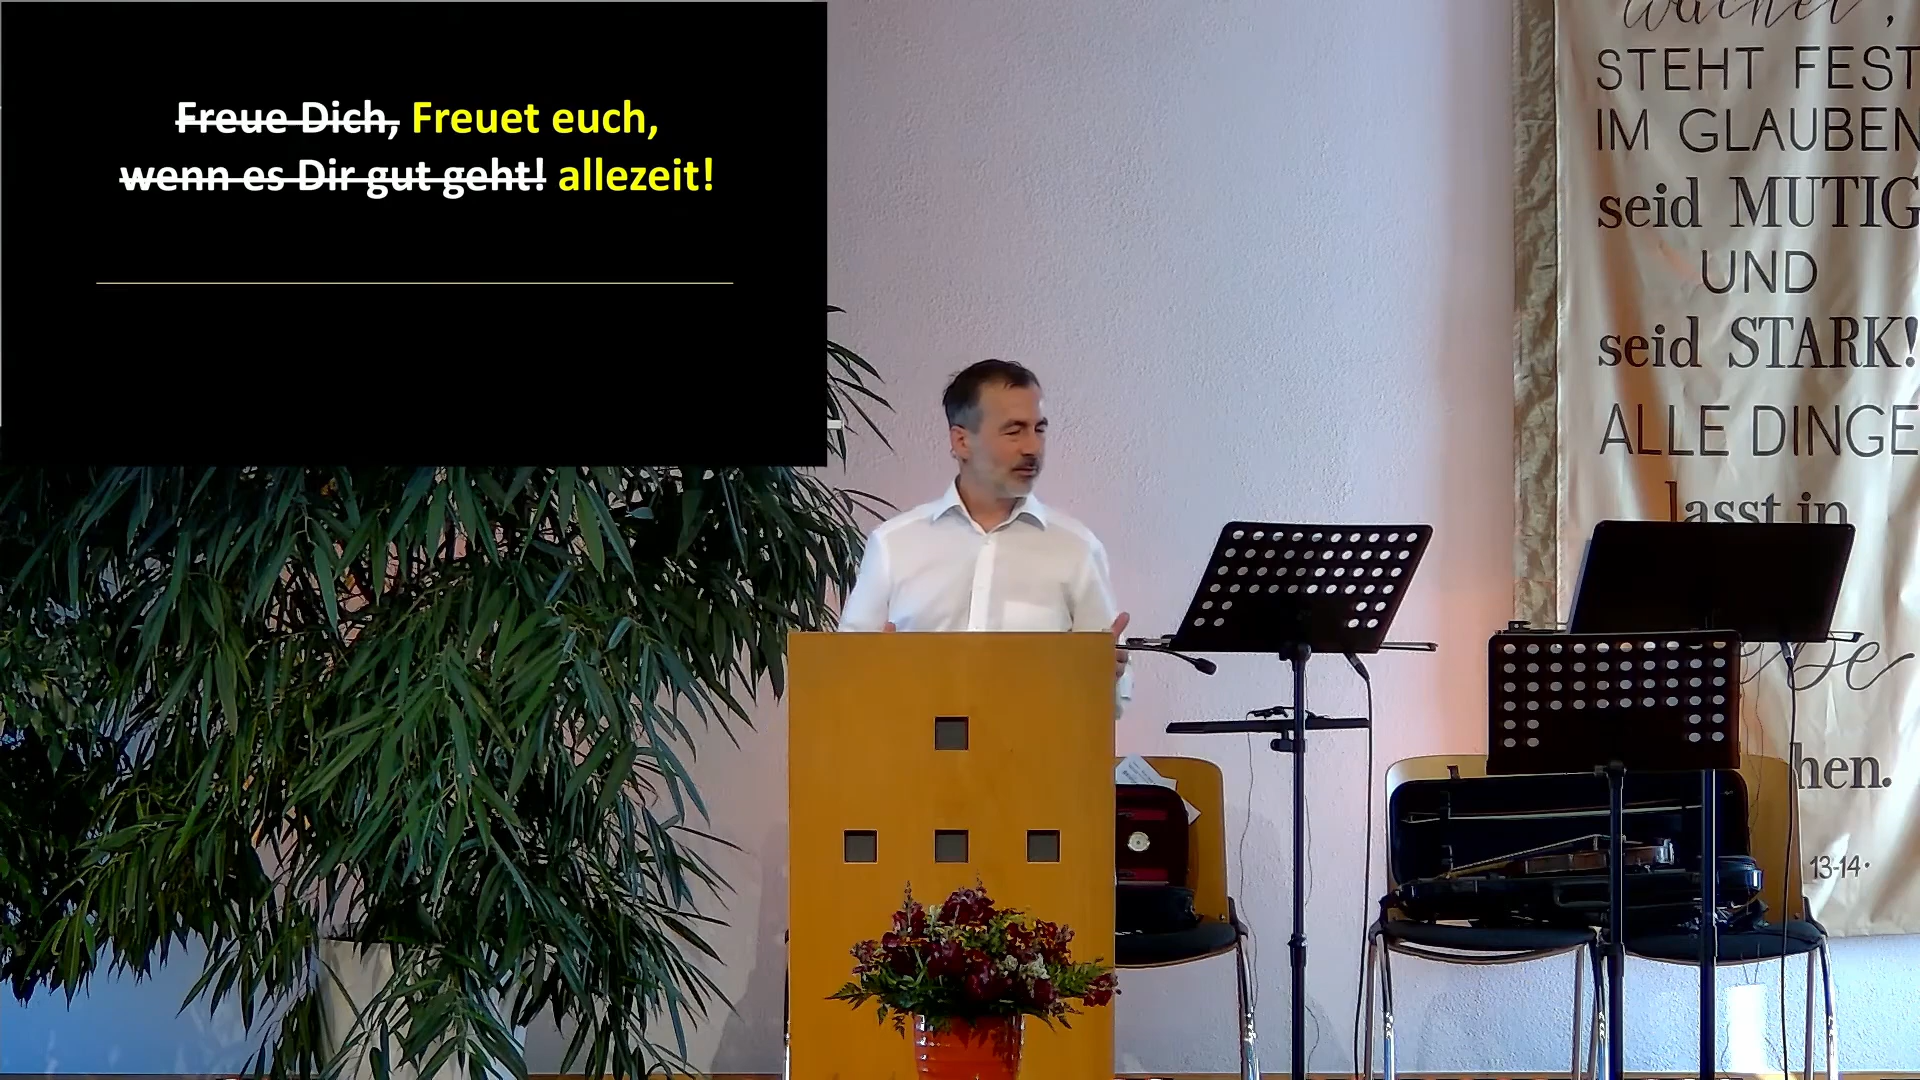 Freue Dich, Freuet euch,
wenn es Dir gut geht! allezeit!
wachet,
STEHT FEST
IM GLAUBEN
seid MUTIG
UND
seid STARK!
ALLE DINGE
lasst in
hen.
13-14